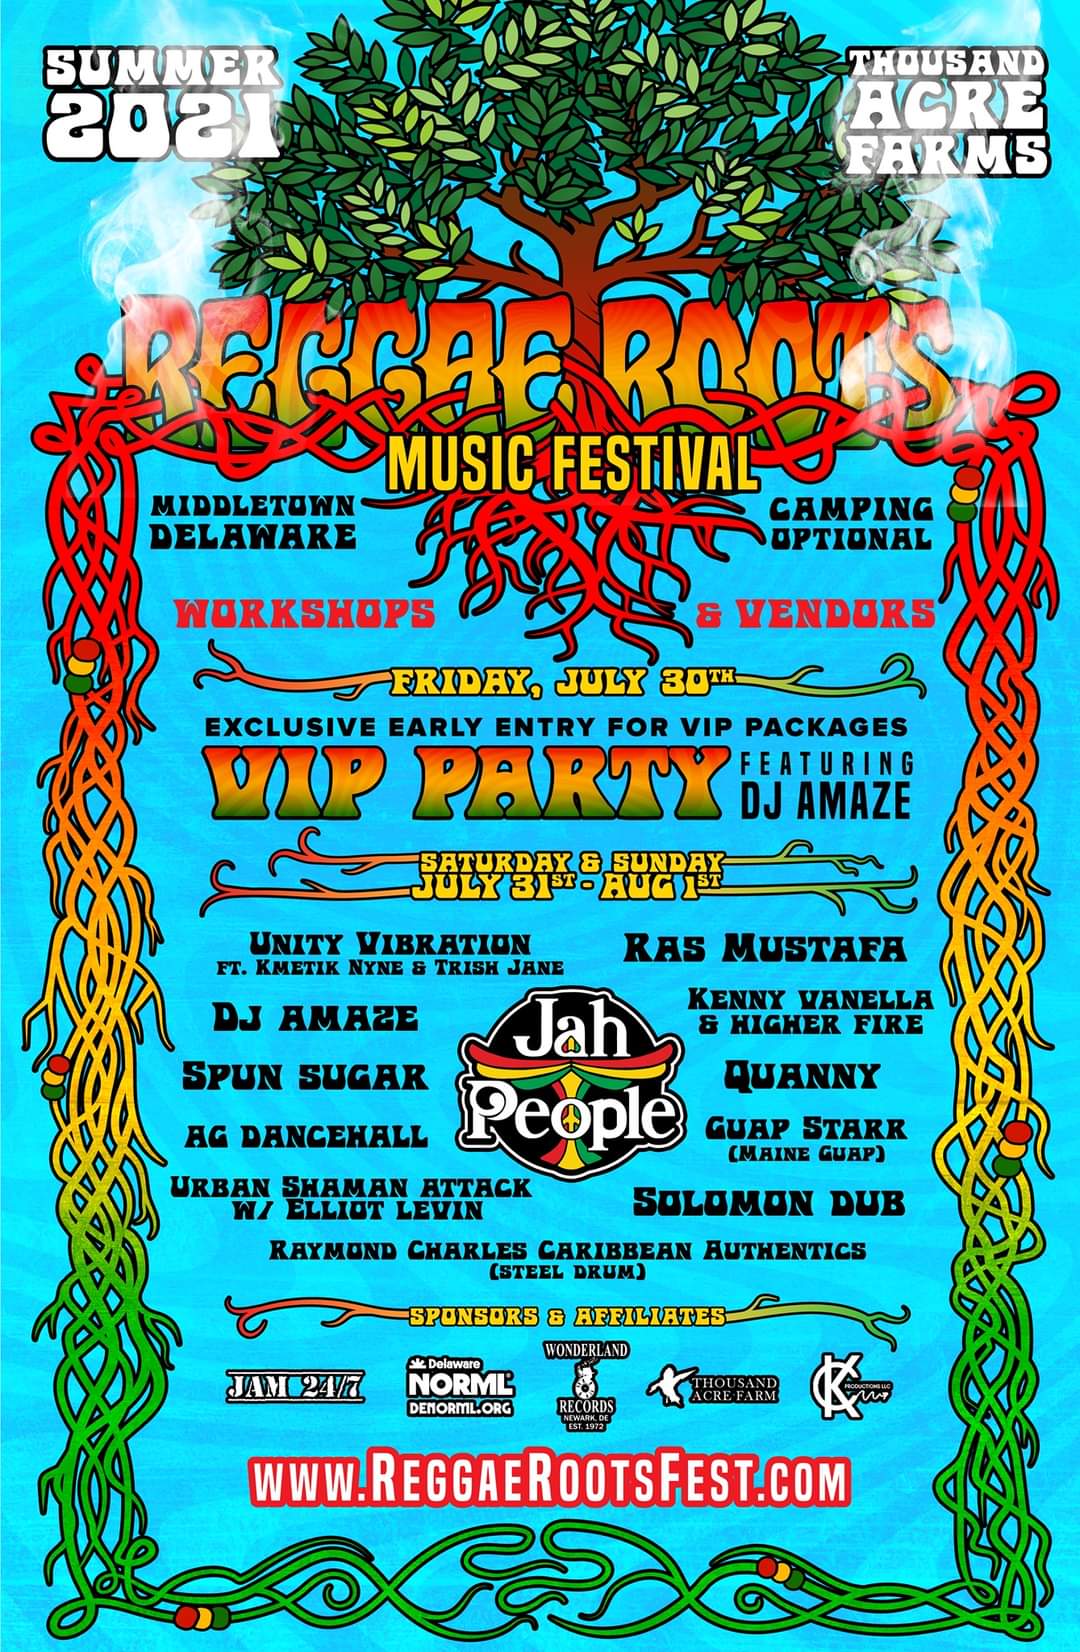 SUMMER
2021
THOUSAND
ACRE
FARMS
REGGAE ROOTS
MUSIC FESTIVAL
MIDDLETOWN
DELAWARE
CAMPING
OPTIONAL
WORKSHOPS
& VENDORS
FRIDAY, JULY 30TH
EXCLUSIVE EARLY ENTRY FOR VIP PACKAGES
VIP PARTY
FEATURING
DJ AMAZE
SATURDAY & SUNDAY
JULY 31ST - AUG 1ST
UNITY VIBRATION
FT. KMETIK NYNE & TRISH JANE
RAS MUSTAFA
DJ AMAZE
KENNY VANELLA
& HIGHER FIRE
Jah
People
SPUN SUGAR
QUANNY
AG DANCEHALL
GUAP STARR
(MAINE GUAP)
URBAN SHAMAN ATTACK
W/ ELLIOT LEVIN
SOLOMON DUB
RAYMOND CHARLES CARIBBEAN AUTHENTICS
(STEEL DRUM)
SPONSORS & AFFILIATES
JAM 24/7
Delaware
NORML
DENORML.ORG
WONDERLAND
RECORDS
NEWARK, DE
EST. 1972
THOUSAND
ACRE FARM
CK
PRODUCTIONS LLC
WWW.REGGAEROOTSFEST.COM